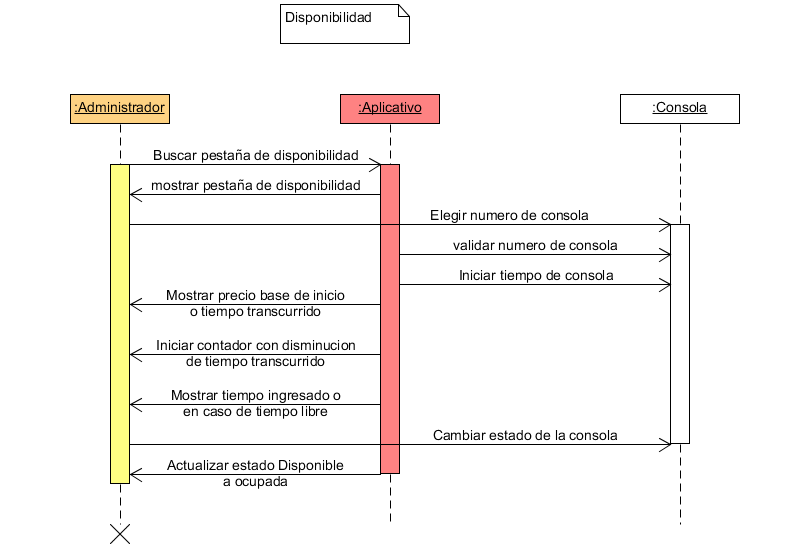 Disponibilidad
:Administrador
:Aplicativo
:Consola
Buscar pestaña de disponibilidad
mostrar pestaña de disponibilidad
Elegir numero de consola
validar numero de consola
Iniciar tiempo de consola
Mostrar precio base de inicio
o tiempo transcurrido
Iniciar contador con disminucion
de tiempo transcurrido
Mostrar tiempo ingresado o
en caso de tiempo libre
Cambiar estado de la consola
Actualizar estado Disponible
a ocupada